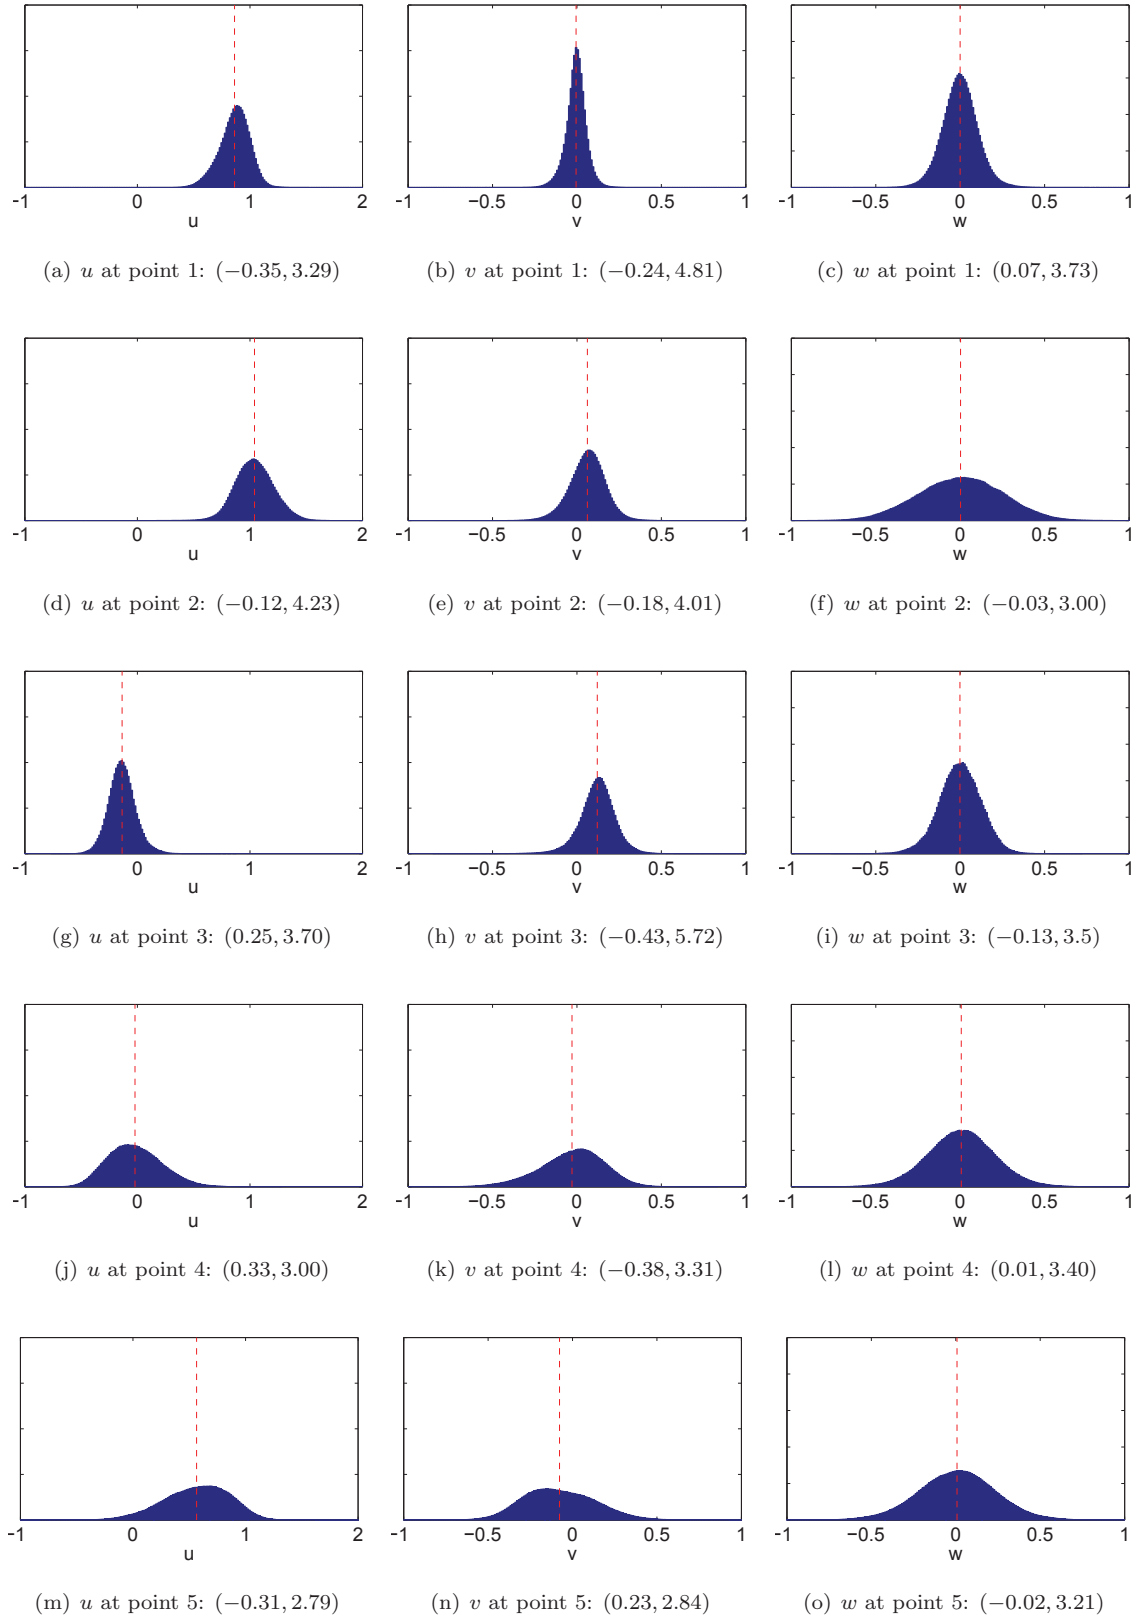 -1 0 1 2
u
-1 -0.5 0 0.5 1
v
-1 -0.5 0 0.5 1
w
(a) u at point 1: (−0.35, 3.29)
(b) v at point 1: (−0.24, 4.81)
(c) w at point 1: (0.07, 3.73)
-1 0 1 2
u
-1 -0.5 0 0.5 1
v
-1 -0.5 0 0.5 1
w
(d) u at point 2: (−0.12, 4.23)
(e) v at point 2: (−0.18, 4.01)
(f) w at point 2: (−0.03, 3.00)
-1 0 1 2
u
-1 -0.5 0 0.5 1
v
-1 -0.5 0 0.5 1
w
(g) u at point 3: (0.25, 3.70)
(h) v at point 3: (−0.43, 5.72)
(i) w at point 3: (−0.13, 3.5)
-1 0 1 2
u
-1 -0.5 0 0.5 1
v
-1 -0.5 0 0.5 1
w
(j) u at point 4: (0.33, 3.00)
(k) v at point 4: (−0.38, 3.31)
(l) w at point 4: (0.01, 3.40)
-1 0 1 2
u
-1 -0.5 0 0.5 1
v
-1 -0.5 0 0.5 1
w
(m) u at point 5: (−0.31, 2.79)
(n) v at point 5: (0.23, 2.84)
(o) w at point 5: (−0.02, 3.21)